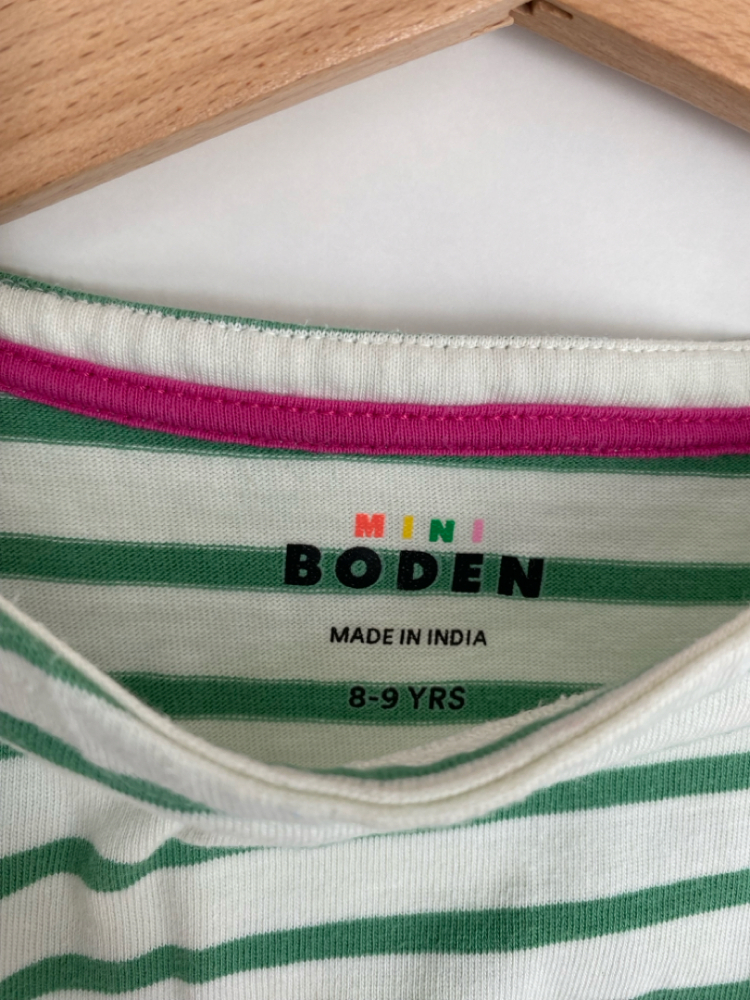 MINI
BODEN
MADE IN INDIA
8-9 YRS